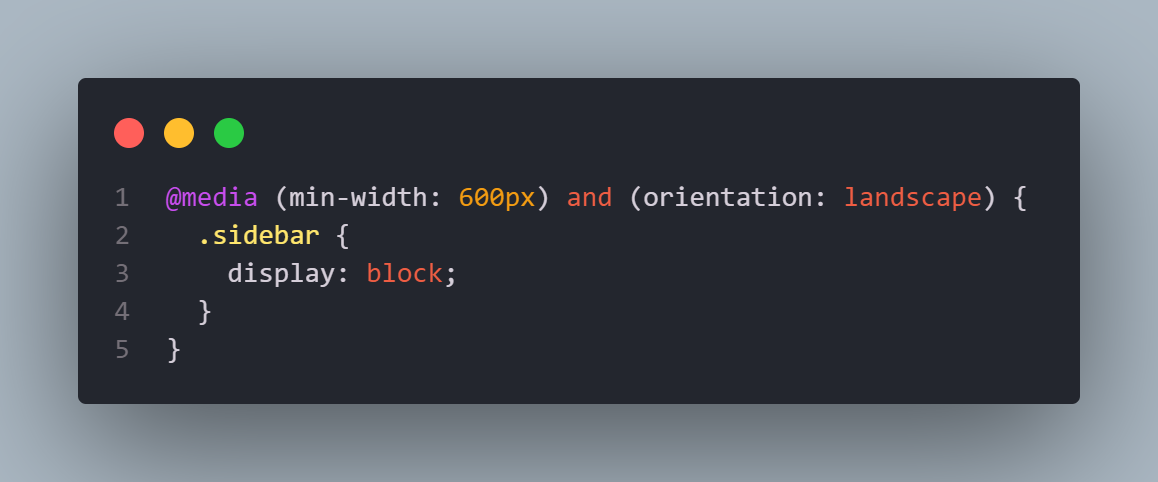 1 @media (min-width: 600px) and (orientation: landscape) {
2   .sidebar {
3     display: block;
4   }
5 }